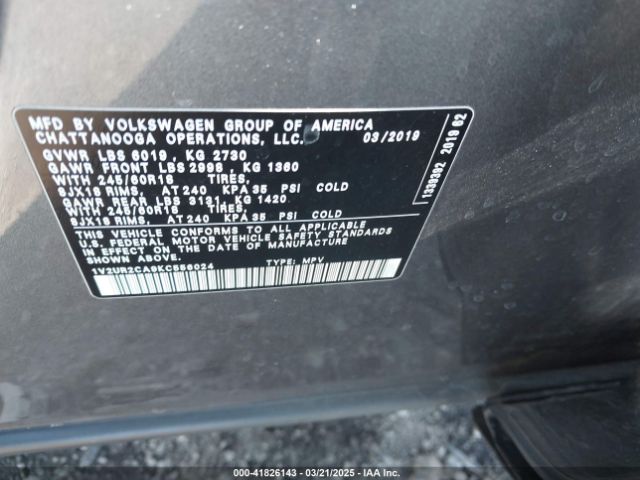 MFD BY VOLKSWAGEN GROUP OF AMERICA
CHATTANOOGA OPERATIONS, LLC. 03/2019
GVWR LBS 6019, KG 2730
GAWR FRONT LBS 2998, KG 1360
WITH 245/60R18 TIRES,
8JX18 RIMS, AT 240 KPA 35 PSI COLD
GAWR REAR LBS 3131, KG 1420
WITH 245/60R18 TIRES,
8JX18 RIMS, AT 240 KPA 35 PSI COLD
THIS VEHICLE CONFORMS TO ALL APPLICABLE
U.S. FEDERAL MOTOR VEHICLE SAFETY STANDARDS
IN EFFECT ON THE DATE OF MANUFACTURE
SHOWN ABOVE.
1V2UR2CA9KC556024 TYPE: MPV
1339392 2019 62
000-41826143 - 03/21/2025 - IAA Inc.